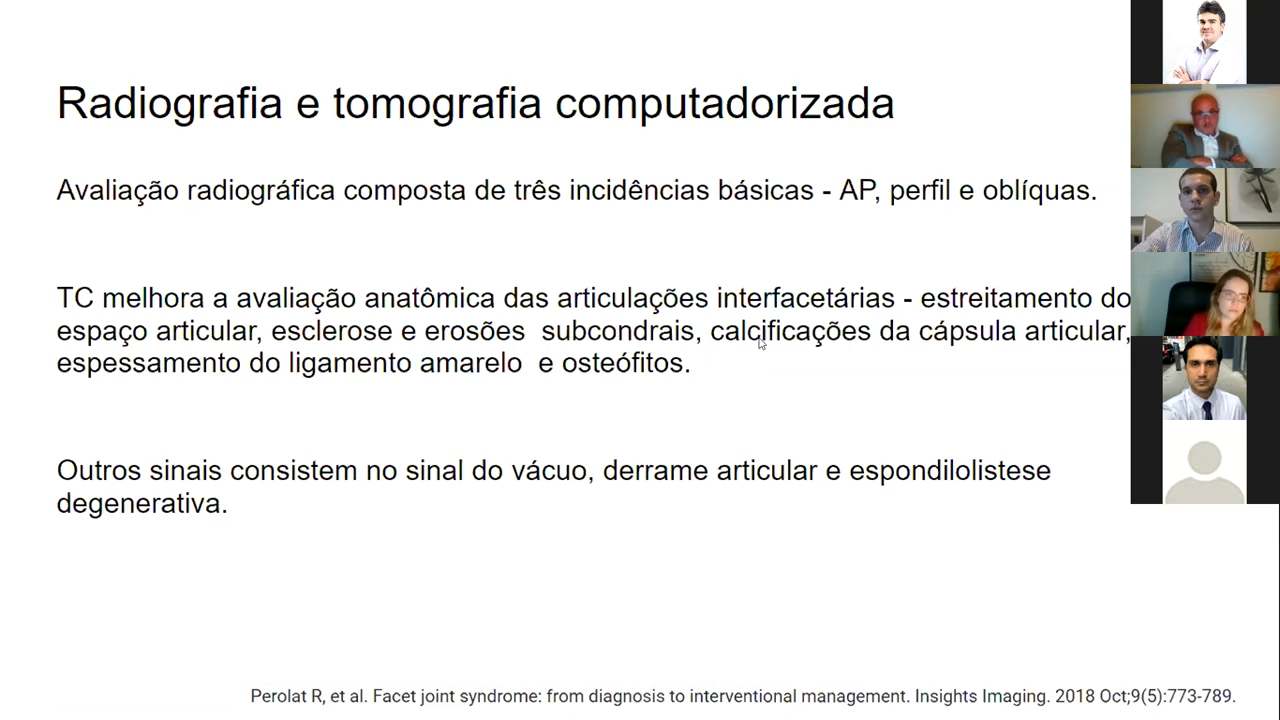 Radiografia e tomografia computadorizada
Avaliação radiográfica composta de três incidências básicas - AP, perfil e oblíquas.
TC melhora a avaliação anatômica das articulações interfacetárias - estreitamento do
espaço articular, esclerose e erosões  subcondrais, calcificações da cápsula articular,
espessamento do ligamento amarelo  e osteófitos.
Outros sinais consistem no sinal do vácuo, derrame articular e espondilolistese
degenerativa.
Perolat R, et al. Facet joint syndrome: from diagnosis to interventional management. Insights Imaging. 2018 Oct;9(5):773-789.